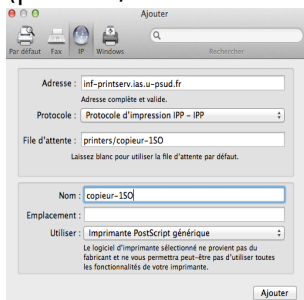 Ajouter
Par défaut Fax IP Windows Rechercher
Adresse : inf-printserv.ias.u-psud.fr
Adresse complète et valide.
Protocole : Protocole d'impression IPP – IPP
File d'attente : printers/copieur-1SO
Laissez blanc pour utiliser la file d'attente par défaut.
Nom : copieur-1SO
Emplacement :
Utiliser : Imprimante PostScript générique
Le logiciel d'imprimante sélectionné ne provient pas du
fabricant et ne vous permettra peut-être pas d'utiliser toutes
les fonctionnalités de votre imprimante.
Ajouter